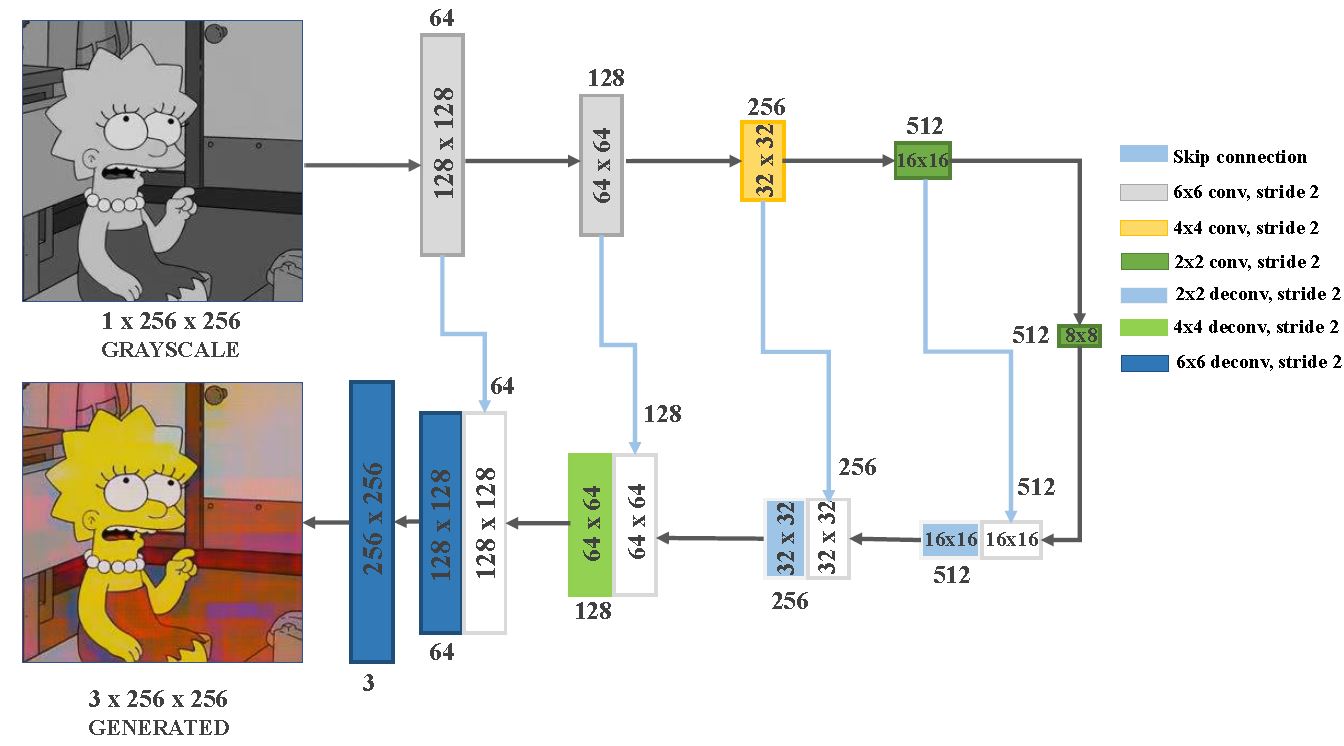 64
128 x 128
128
64 x 64
256
32 x 32
512
16x16
Skip connection
6x6 conv, stride 2
4x4 conv, stride 2
2x2 conv, stride 2
2x2 deconv, stride 2
4x4 deconv, stride 2
6x6 deconv, stride 2
1 x 256 x 256
GRAYSCALE
512
8x8
64
128
256
512
256 x 256
128 x 128
128 x 128
64 x 64
64 x 64
32 x 32
32 x 32
16x16
16x16
3
64
128
256
512
3 x 256 x 256
GENERATED